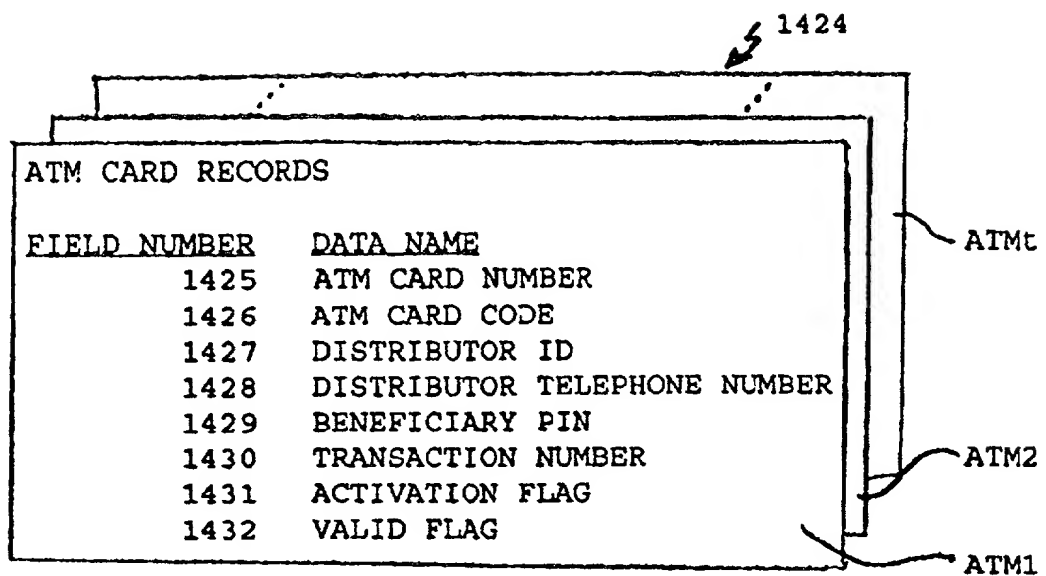 1424
ATM CARD RECORDS
FIELD NUMBER DATA NAME
1425 ATM CARD NUMBER
1426 ATM CARD CODE
1427 DISTRIBUTOR ID
1428 DISTRIBUTOR TELEPHONE NUMBER
1429 BENEFICIARY PIN
1430 TRANSACTION NUMBER
1431 ACTIVATION FLAG
1432 VALID FLAG
ATMt
ATM2
ATM1